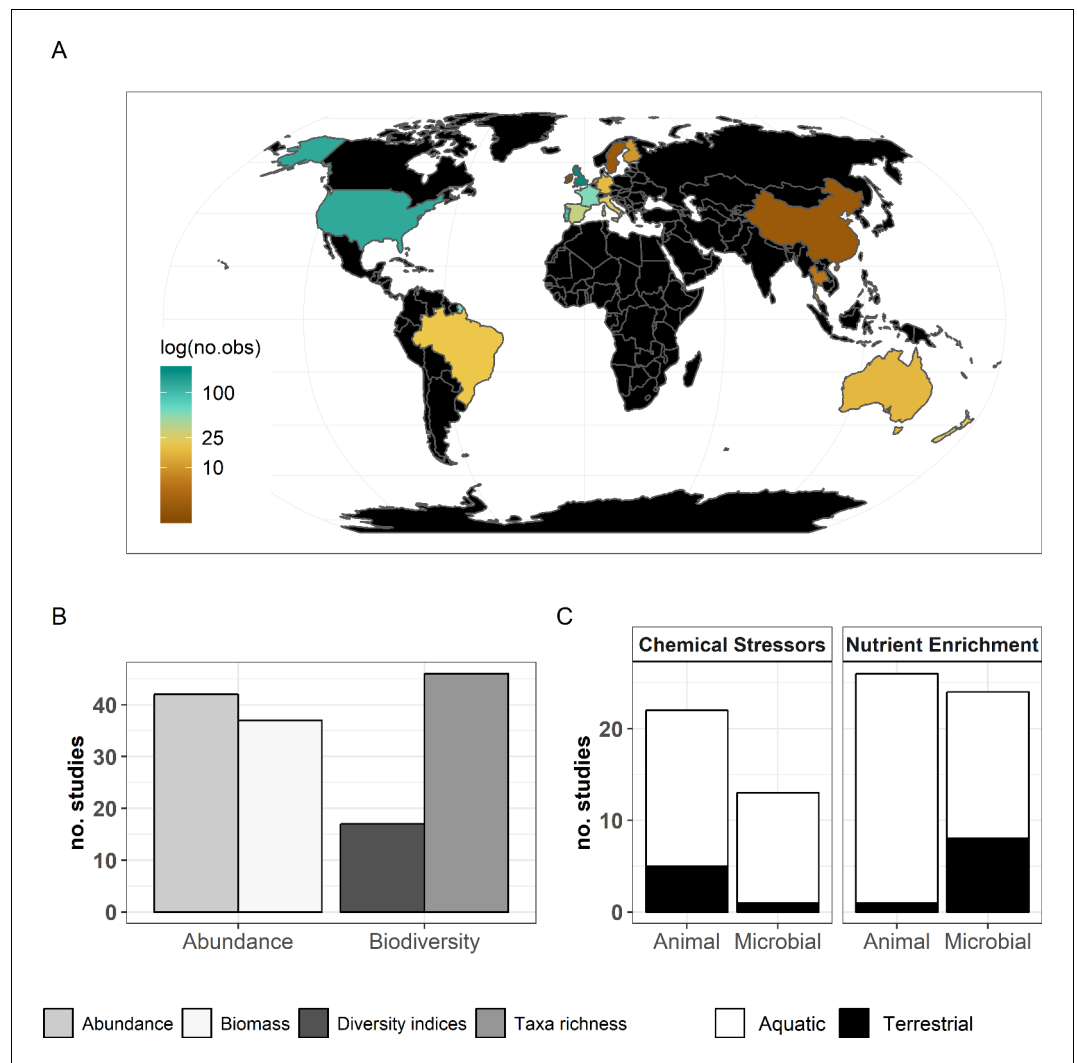 A
log(no.obs)
100
25
10
B
no. studies
40
30
20
10
0
Abundance
Biodiversity
C
Chemical Stressors
Nutrient Enrichment
no. studies
20
10
0
Animal
Microbial
Animal
Microbial
Abundance
Biomass
Diversity indices
Taxa richness
Aquatic
Terrestrial